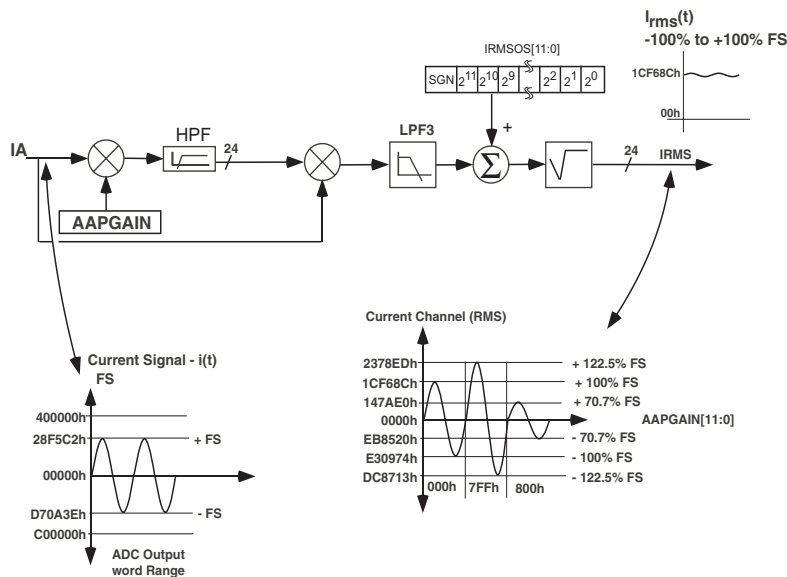 Irms(t)
-100% to +100% FS
1CF68Ch
00h
IRMSOS[11:0]
SGN 2^11 2^10 2^9 2^2 2^1 2^0
+
IA
HPF
24
LPF3
Σ
24
IRMS
AAPGAIN
Current Signal - i(t)
FS
400000h
28F5C2h
+ FS
00000h
D70A3Eh
- FS
C00000h
ADC Output
word Range
Current Channel (RMS)
2378EDh
+ 122.5% FS
1CF68Ch
+ 100% FS
147AE0h
+ 70.7% FS
0000h
AAPGAIN[11:0]
EB8520h
- 70.7% FS
E30974h
- 100% FS
DC8713h
- 122.5% FS
000h
7FFh
800h